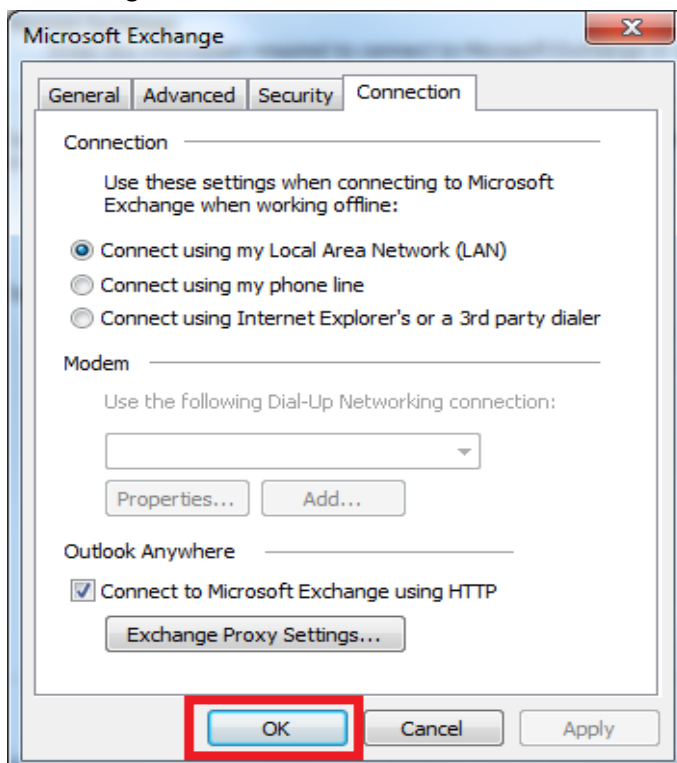 Microsoft Exchange
General Advanced Security Connection
Connection
Use these settings when connecting to Microsoft
Exchange when working offline:
Connect using my Local Area Network (LAN)
Connect using my phone line
Connect using Internet Explorer's or a 3rd party dialer
Modem
Use the following Dial-Up Networking connection:
Properties... Add...
Outlook Anywhere
Connect to Microsoft Exchange using HTTP
Exchange Proxy Settings...
OK Cancel Apply